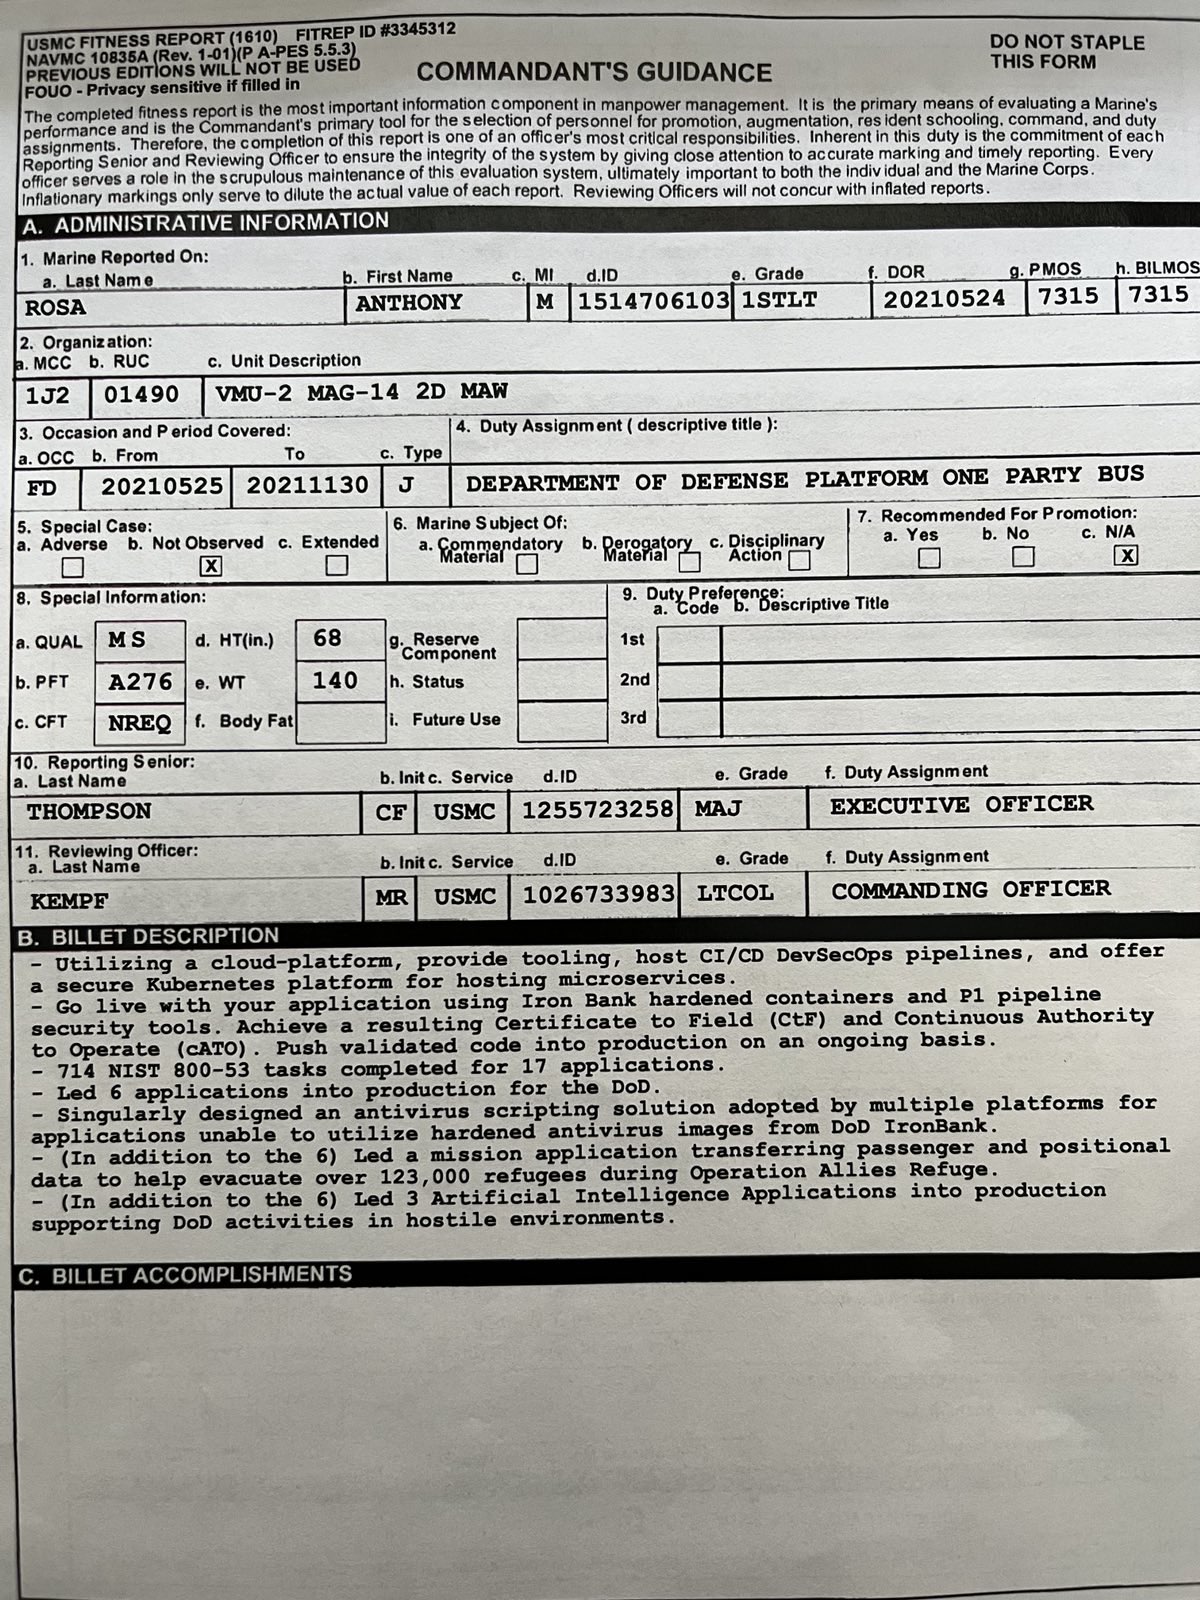 USMC FITNESS REPORT (1610) FITREP ID #3345312
NAVMC 10835A (Rev. 1-01)(P A-PES 5.5.3)
PREVIOUS EDITIONS WILL NOT BE USED
FOUO - Privacy sensitive if filled in
COMMANDANT'S GUIDANCE
DO NOT STAPLE
THIS FORM
The completed fitness report is the most important information component in manpower management. It is the primary means of evaluating a Marine's
performance and is the Commandant's primary tool for the selection of personnel for promotion, augmentation, res ident schooling, command, and duty
assignments. Therefore, the completion of this report is one of an officer's most critical responsibilities. Inherent in this duty is the commitment of each
Reporting Senior and Reviewing Officer to ensure the integrity of the system by giving close attention to accurate marking and timely reporting. Every
officer serves a role in the scrupulous maintenance of this evaluation system, ultimately important to both the indiv idual and the Marine Corps.
Inflationary markings only serve to dilute the actual value of each report. Reviewing Officers will not concur with inflated reports.
A. ADMINISTRATIVE INFORMATION
1. Marine Reported On:
a. Last Name b. First Name c. MI d.ID e. Grade f. DOR g. PMOS h. BILMOS
ROSA ANTHONY M 1514706103 1STLT 20210524 7315 7315
2. Organization:
a. MCC b. RUC c. Unit Description
1J2 01490 VMU-2 MAG-14 2D MAW
3. Occasion and Period Covered: 4. Duty Assignment ( descriptive title ):
a. OCC b. From To c. Type
FD 20210525 20211130 J DEPARTMENT OF DEFENSE PLATFORM ONE PARTY BUS
5. Special Case: 6. Marine Subject Of: 7. Recommended For Promotion:
a. Adverse b. Not Observed c. Extended a. Commendatory Material b. Derogatory Material c. Disciplinary Action a. Yes b. No c. N/A
X X
8. Special Information: 9. Duty Preference:
a. Code b. Descriptive Title
a. QUAL MS d. HT(in.) 68 g. Reserve Component 1st
b. PFT A276 e. WT 140 h. Status 2nd
c. CFT NREQ f. Body Fat i. Future Use 3rd
10. Reporting Senior:
a. Last Name b. Init c. Service d.ID e. Grade f. Duty Assignment
THOMPSON CF USMC 1255723258 MAJ EXECUTIVE OFFICER
11. Reviewing Officer:
a. Last Name b. Init c. Service d.ID e. Grade f. Duty Assignment
KEMPF MR USMC 1026733983 LTCOL COMMANDING OFFICER
B. BILLET DESCRIPTION
- Utilizing a cloud-platform, provide tooling, host CI/CD DevSecOps pipelines, and offer
a secure Kubernetes platform for hosting microservices.
- Go live with your application using Iron Bank hardened containers and P1 pipeline
security tools. Achieve a resulting Certificate to Field (CtF) and Continuous Authority
to Operate (cATO). Push validated code into production on an ongoing basis.
- 714 NIST 800-53 tasks completed for 17 applications.
- Led 6 applications into production for the DoD.
- Singularly designed an antivirus scripting solution adopted by multiple platforms for
applications unable to utilize hardened antivirus images from DoD IronBank.
- (In addition to the 6) Led a mission application transferring passenger and positional
data to help evacuate over 123,000 refugees during Operation Allies Refuge.
- (In addition to the 6) Led 3 Artificial Intelligence Applications into production
supporting DoD activities in hostile environments.
C. BILLET ACCOMPLISHMENTS